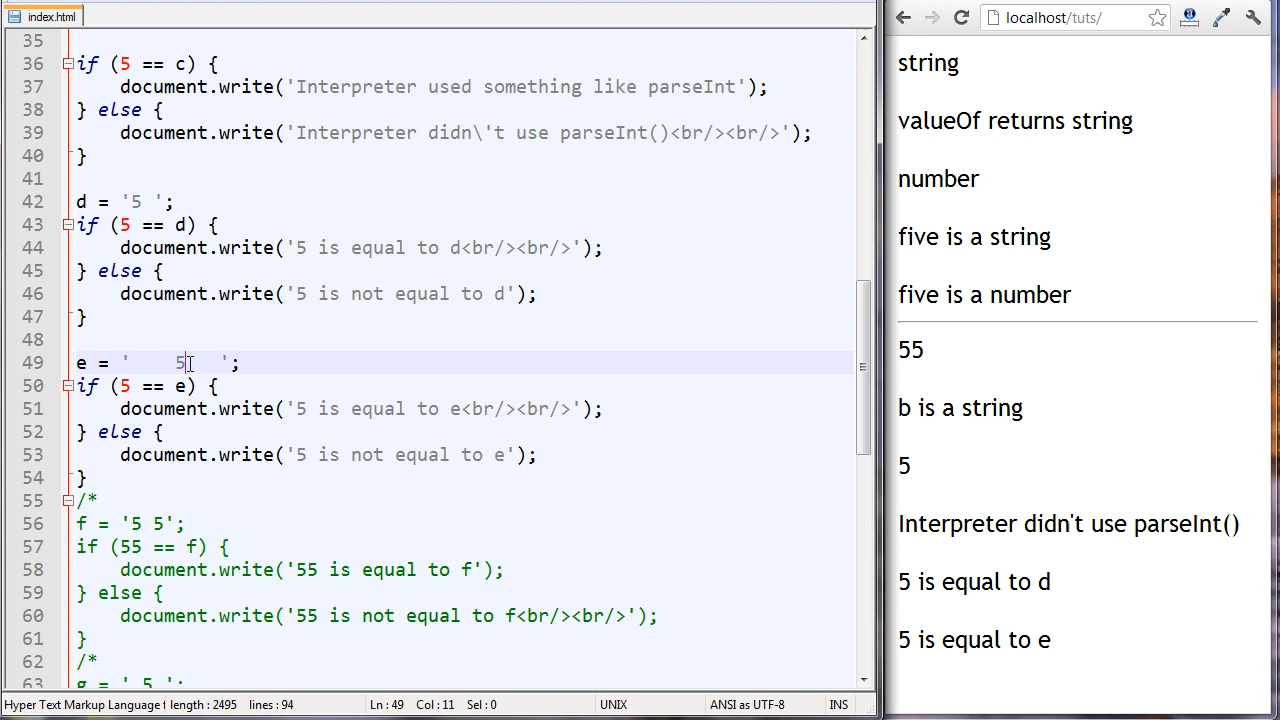 index.html
35
36 if (5 == c) {
37 document.write('Interpreter used something like parseInt');
38 } else {
39 document.write('Interpreter didn\'t use parseInt()<br/><br/>');
40 }
41
42 d = '5 ';
43 if (5 == d) {
44 document.write('5 is equal to d<br/><br/>');
45 } else {
46 document.write('5 is not equal to d');
47 }
48
49 e = '    5   ';
50 if (5 == e) {
51 document.write('5 is equal to e<br/><br/>');
52 } else {
53 document.write('5 is not equal to e');
54 }
55 /*
56 f = '5 5';
57 if (55 == f) {
58 document.write('55 is equal to f');
59 } else {
60 document.write('55 is not equal to f<br/><br/>');
61 }
62 /*
63 g = ' 5 ';
Hyper Text Markup Language length : 2495 lines : 94 Ln : 49 Col : 11 Sel : 0 UNIX ANSI as UTF-8 INS
localhost/tuts/
string
valueOf returns string
number
five is a string
five is a number
55
b is a string
5
Interpreter didn't use parseInt()
5 is equal to d
5 is equal to e